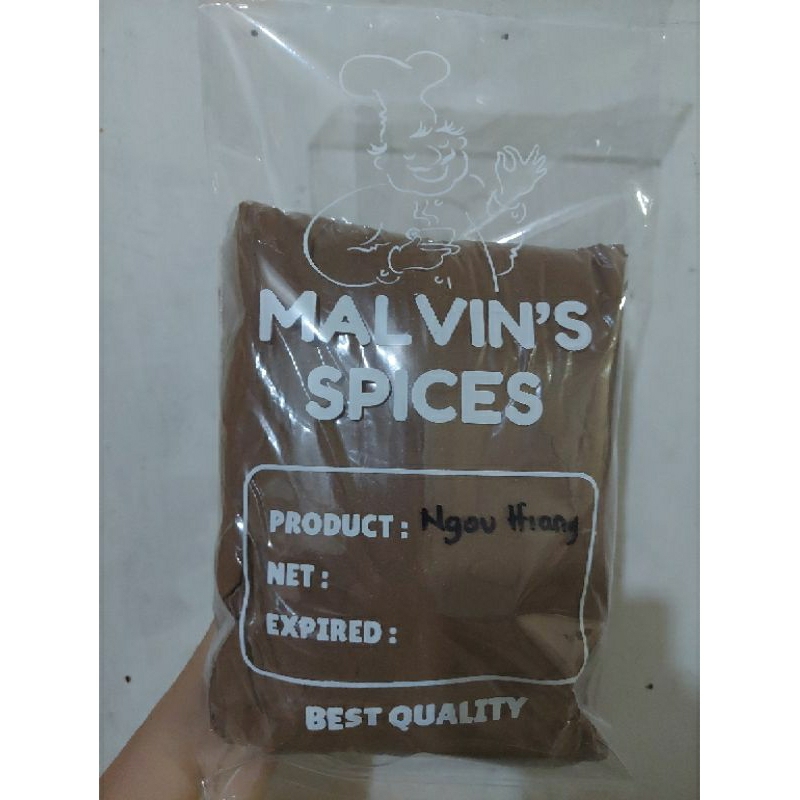 MALVIN'S
SPICES
PRODUCT : Ngou Hiang
NET :
EXPIRED :
BEST QUALITY